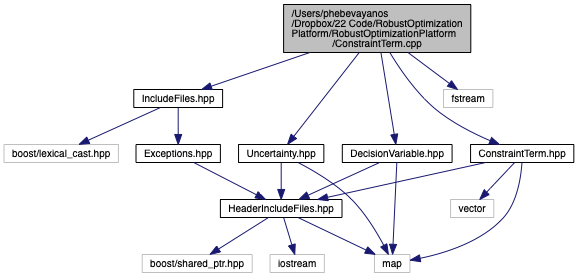 /Users/phebevayanos
/Dropbox/22 Code/RobustOptimization
Platform/RobustOptimizationPlatform
/ConstraintTerm.cpp
IncludeFiles.hpp
fstream
boost/lexical_cast.hpp
Exceptions.hpp
Uncertainty.hpp
DecisionVariable.hpp
ConstraintTerm.hpp
HeaderIncludeFiles.hpp
vector
boost/shared_ptr.hpp
iostream
map